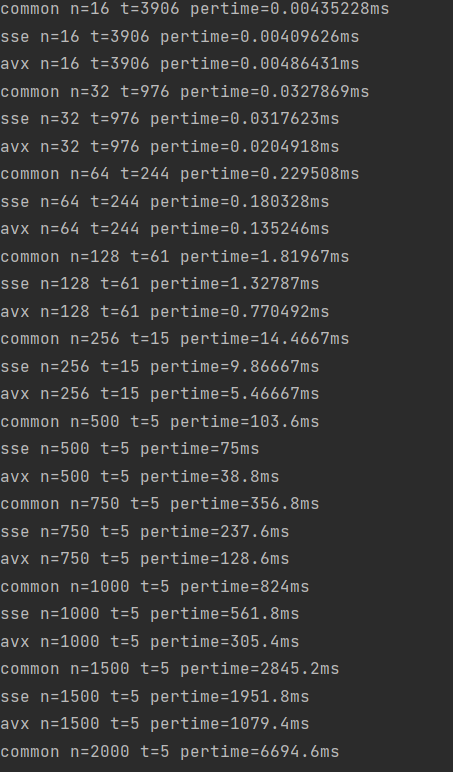 common n=16 t=3906 pertime=0.00435228ms
sse n=16 t=3906 pertime=0.00409626ms
avx n=16 t=3906 pertime=0.00486431ms
common n=32 t=976 pertime=0.0327869ms
sse n=32 t=976 pertime=0.0317623ms
avx n=32 t=976 pertime=0.0204918ms
common n=64 t=244 pertime=0.229508ms
sse n=64 t=244 pertime=0.180328ms
avx n=64 t=244 pertime=0.135246ms
common n=128 t=61 pertime=1.81967ms
sse n=128 t=61 pertime=1.32787ms
avx n=128 t=61 pertime=0.770492ms
common n=256 t=15 pertime=14.4667ms
sse n=256 t=15 pertime=9.86667ms
avx n=256 t=15 pertime=5.46667ms
common n=500 t=5 pertime=103.6ms
sse n=500 t=5 pertime=75ms
avx n=500 t=5 pertime=38.8ms
common n=750 t=5 pertime=356.8ms
sse n=750 t=5 pertime=237.6ms
avx n=750 t=5 pertime=128.6ms
common n=1000 t=5 pertime=824ms
sse n=1000 t=5 pertime=561.8ms
avx n=1000 t=5 pertime=305.4ms
common n=1500 t=5 pertime=2845.2ms
sse n=1500 t=5 pertime=1951.8ms
avx n=1500 t=5 pertime=1079.4ms
common n=2000 t=5 pertime=6694.6ms